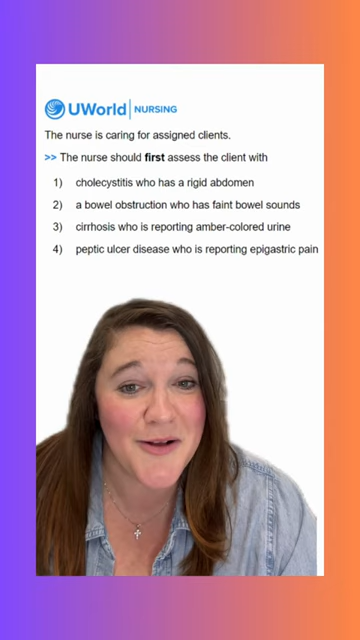 UWorld NURSING
The nurse is caring for assigned clients.
>> The nurse should first assess the client with
1) cholecystitis who has a rigid abdomen
2) a bowel obstruction who has faint bowel sounds
3) cirrhosis who is reporting amber-colored urine
4) peptic ulcer disease who is reporting epigastric pain